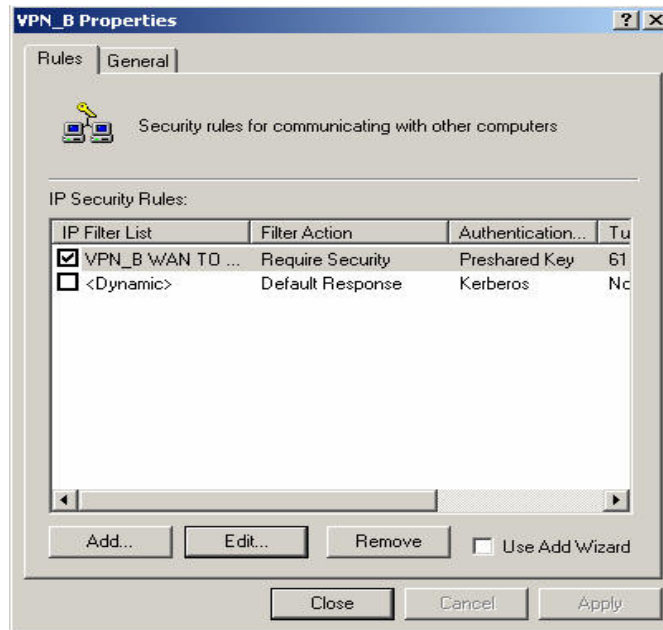 VPN_B Properties
Rules General
Security rules for communicating with other computers
IP Security Rules:
IP Filter List Filter Action Authentication... Tu
VPN_B WAN TO ... Require Security Preshared Key 61
<Dynamic> Default Response Kerberos No
Add... Edit... Remove Use Add Wizard
Close Cancel Apply